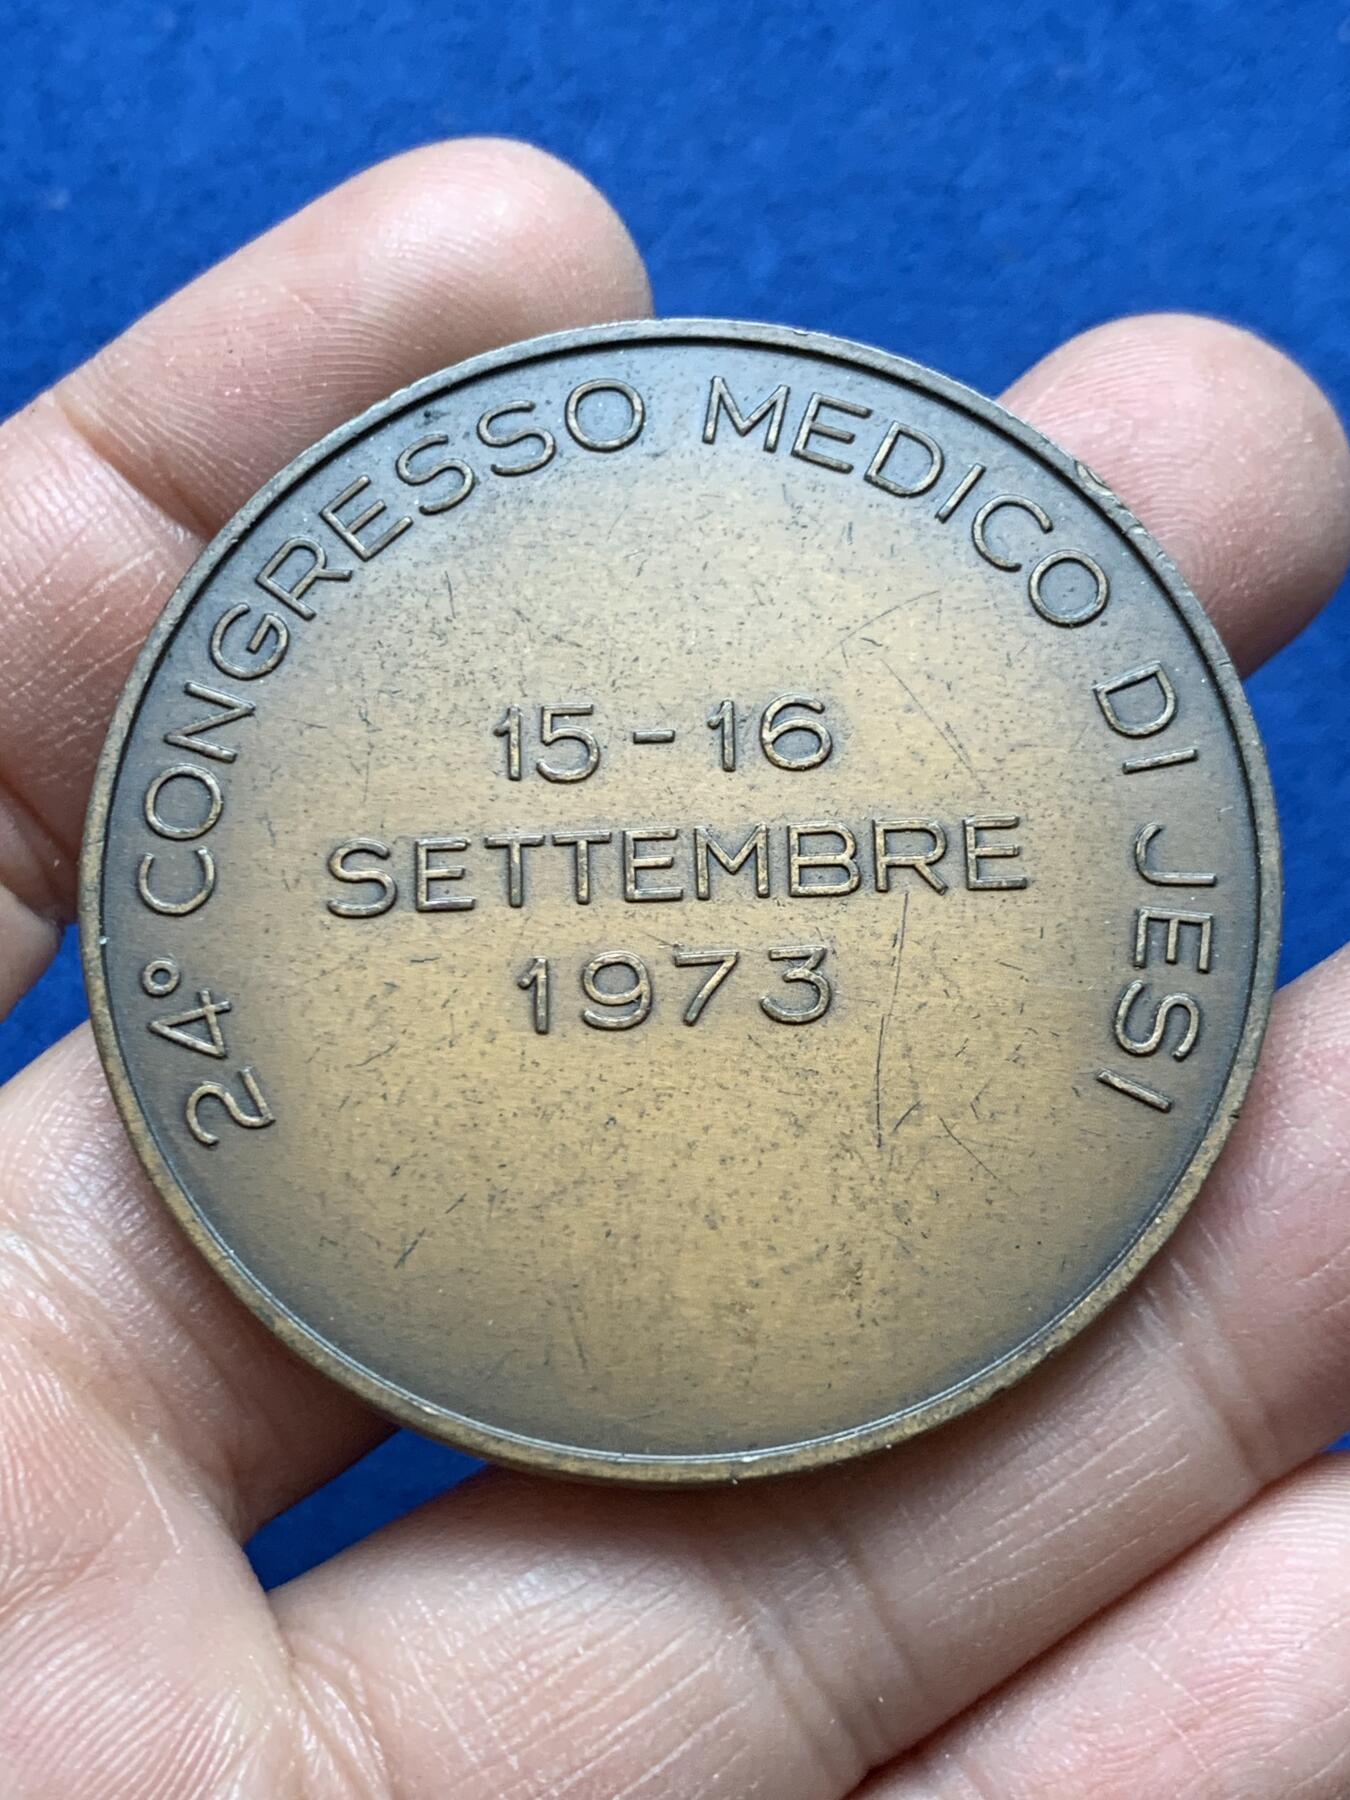 24° CONGRESSO MEDICO DI JESI
15-16
SETTEMBRE
1973